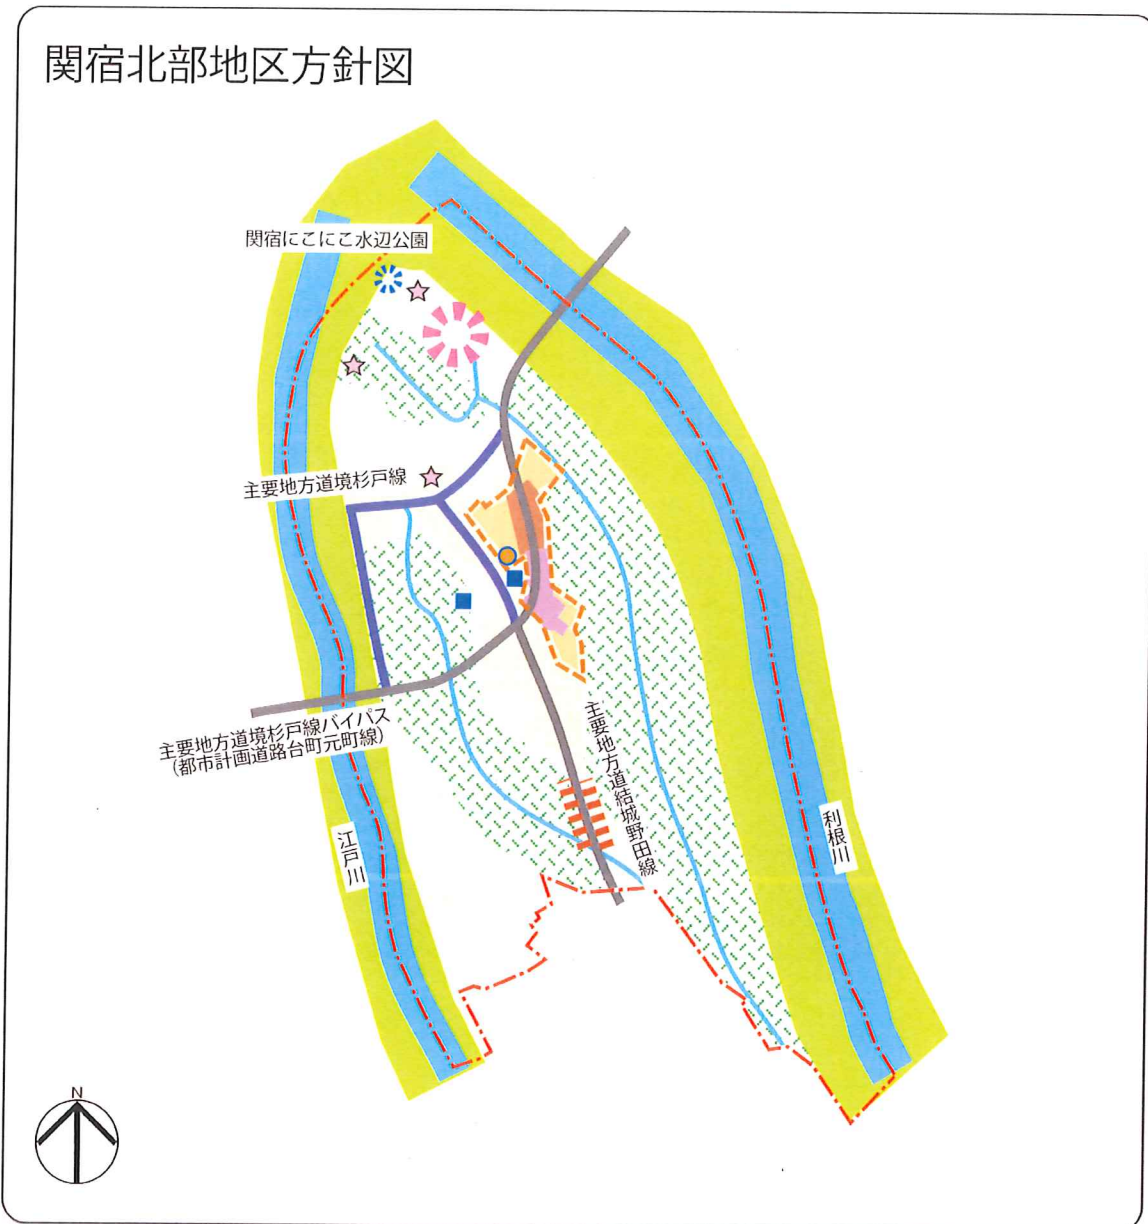 関宿北部地区方針図
関宿にこにこ水辺公園
主要地方道境杉戸線
主要地方道境杉戸線バイパス
(都市計画道路台町元町線)
主要地方道結城野田線
江戸川
利根川
N